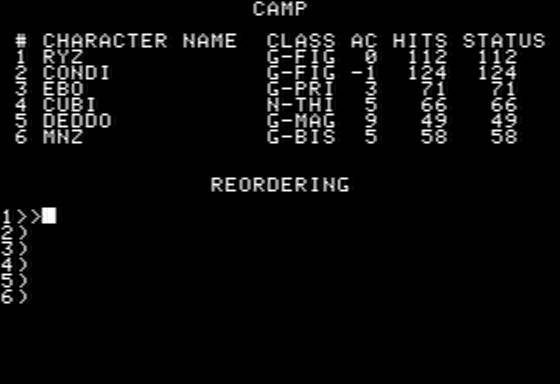 CAMP
# CHARACTER NAME CLASS AC HITS STATUS
1 RYZ G-FIG 0 112 112
2 CONDI G-FIG -1 124 124
3 EBO G-PRI 3 71 71
4 CUBI N-THI 5 66 66
5 DEDDO G-MAG 9 49 49
6 MNZ G-BIS 5 58 58
REORDERING
1>>
2)
3)
4)
5)
6)